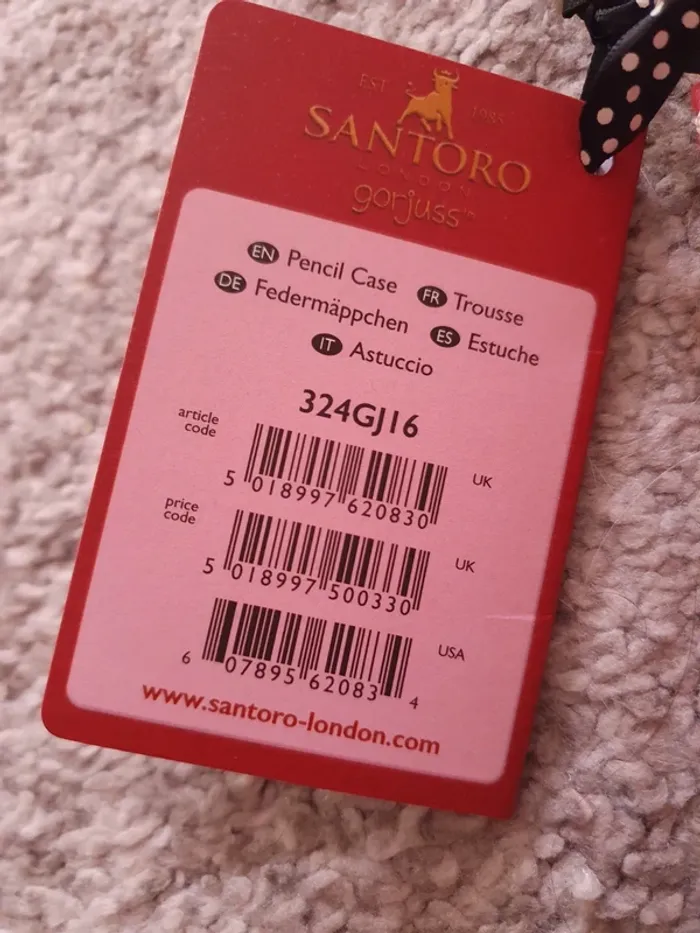 EST 1985
SANTORO
LONDON
gorjuss™
EN Pencil Case FR Trousse
DE Federmäppchen ES Estuche
IT Astuccio
324GJ16
article code
5 018997 620830 UK
price code
5 018997 500330 UK
6 07895 62083 4 USA
www.santoro-london.com